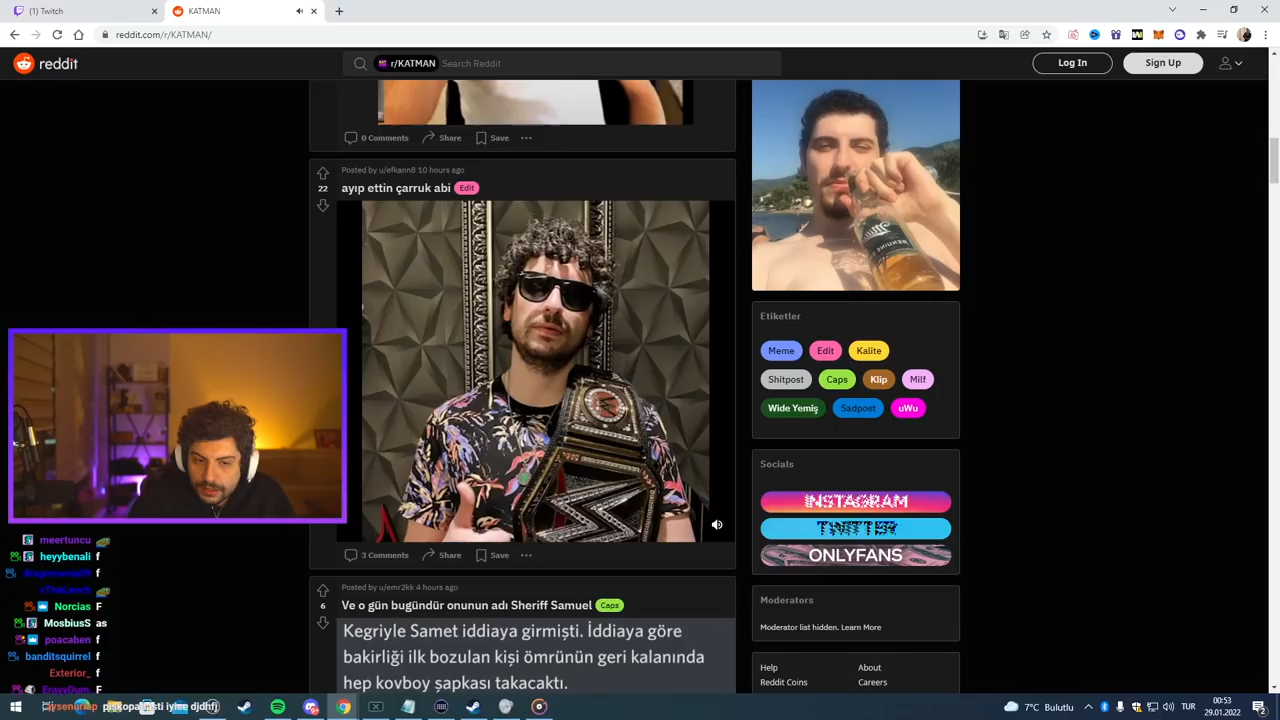 (1) Twitch
KATMAN
reddit.com/r/KATMAN/
reddit
r/KATMAN
Search Reddit
Log In
Sign Up
0 Comments
Share
Save
Posted by u/efkann8 10 hours ago
22
ayıp ettin çarruk abi
Edit
3 Comments
Share
Save
Posted by u/emr2kk 4 hours ago
6
Ve o gün bugündür onunun adı Sheriff Samuel
Caps
Kegriyle Samet iddiaya girmişti. İddiaya göre
bakirliği ilk bozulan kişi ömrünün geri kalanında
hep kovboy şapkası takacaktı.
GENUINE
Etiketler
Meme
Edit
Kalite
Shitpost
Caps
Klip
Milf
Wide Yemiş
Sadpost
uWu
Socials
INSTAGRAM
TWITTER
ONLYFANS
Moderators
Moderator list hidden. Learn More
Help
About
Reddit Coins
Careers
meertuncu
heyybenali f
f
Norcias F
MosbiusS as
poacaben f
banditsquirrel f
Exterior_ f
F
7°C Bulutlu
TUR
00:53
29.01.2022
2